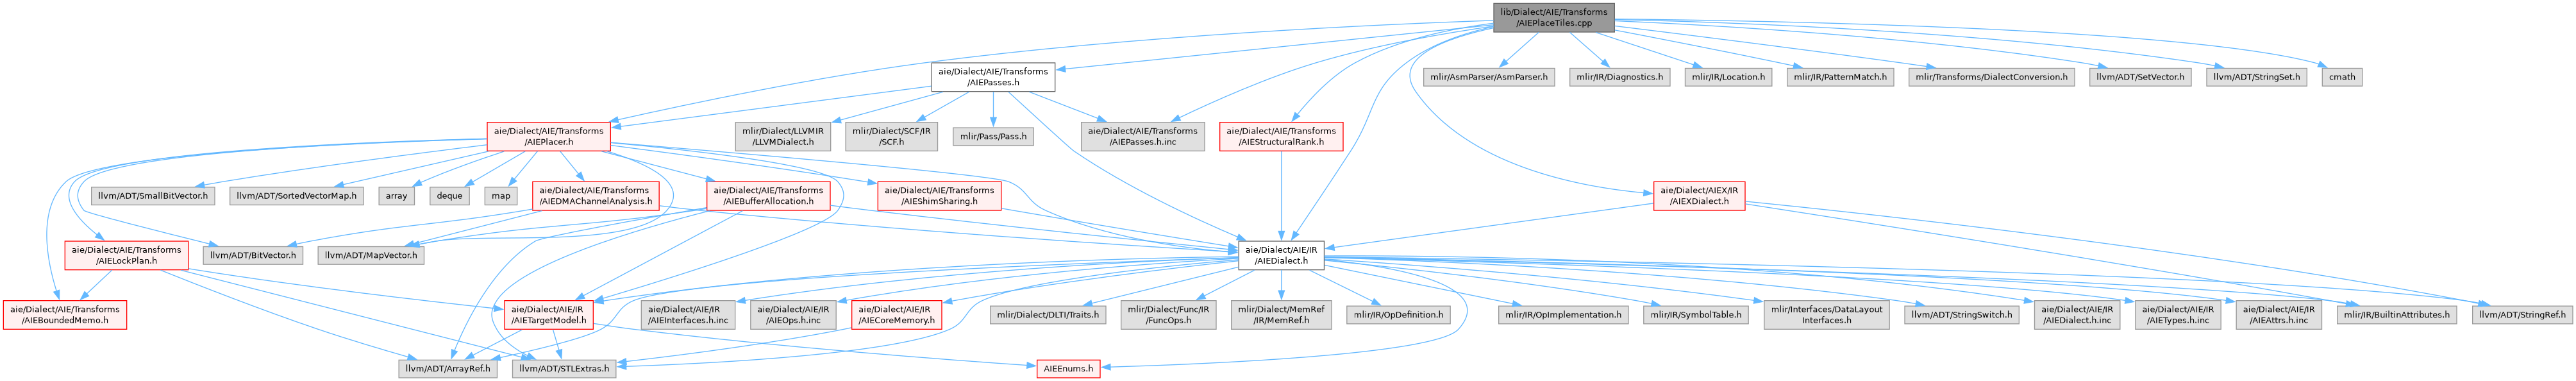 lib/Dialect/AIE/Transforms
/AIEPlaceTiles.cpp
aie/Dialect/AIE/Transforms
/AIEPasses.h
mlir/AsmParser/AsmParser.h
mlir/IR/Diagnostics.h
mlir/IR/Location.h
mlir/IR/PatternMatch.h
mlir/Transforms/DialectConversion.h
llvm/ADT/SetVector.h
llvm/ADT/StringSet.h
cmath
aie/Dialect/AIE/Transforms
/AIEPlacer.h
mlir/Dialect/LLVMIR
/LLVMDialect.h
mlir/Dialect/SCF/IR
/SCF.h
mlir/Pass/Pass.h
aie/Dialect/AIE/Transforms
/AIEPasses.h.inc
aie/Dialect/AIE/Transforms
/AIEStructuralRank.h
llvm/ADT/SmallBitVector.h
llvm/ADT/SortedVectorMap.h
array
deque
map
aie/Dialect/AIE/Transforms
/AIEDMAChannelAnalysis.h
aie/Dialect/AIE/Transforms
/AIEBufferAllocation.h
aie/Dialect/AIE/Transforms
/AIEShimSharing.h
aie/Dialect/AIEX/IR
/AIEXDialect.h
aie/Dialect/AIE/Transforms
/AIELockPlan.h
llvm/ADT/BitVector.h
llvm/ADT/MapVector.h
aie/Dialect/AIE/IR
/AIEDialect.h
aie/Dialect/AIE/Transforms
/AIEBoundedMemo.h
aie/Dialect/AIE/IR
/AIETargetModel.h
aie/Dialect/AIE/IR
/AIEInterfaces.h.inc
aie/Dialect/AIE/IR
/AIEOps.h.inc
aie/Dialect/AIE/IR
/AIECoreMemory.h
mlir/Dialect/DLTI/Traits.h
mlir/Dialect/Func/IR
/FuncOps.h
mlir/Dialect/MemRef
/IR/MemRef.h
mlir/IR/OpDefinition.h
mlir/IR/OpImplementation.h
mlir/IR/SymbolTable.h
mlir/Interfaces/DataLayout
Interfaces.h
llvm/ADT/StringSwitch.h
aie/Dialect/AIE/IR
/AIEDialect.h.inc
aie/Dialect/AIE/IR
/AIETypes.h.inc
aie/Dialect/AIE/IR
/AIEAttrs.h.inc
mlir/IR/BuiltinAttributes.h
llvm/ADT/StringRef.h
llvm/ADT/ArrayRef.h
llvm/ADT/STLExtras.h
AIEEnums.h